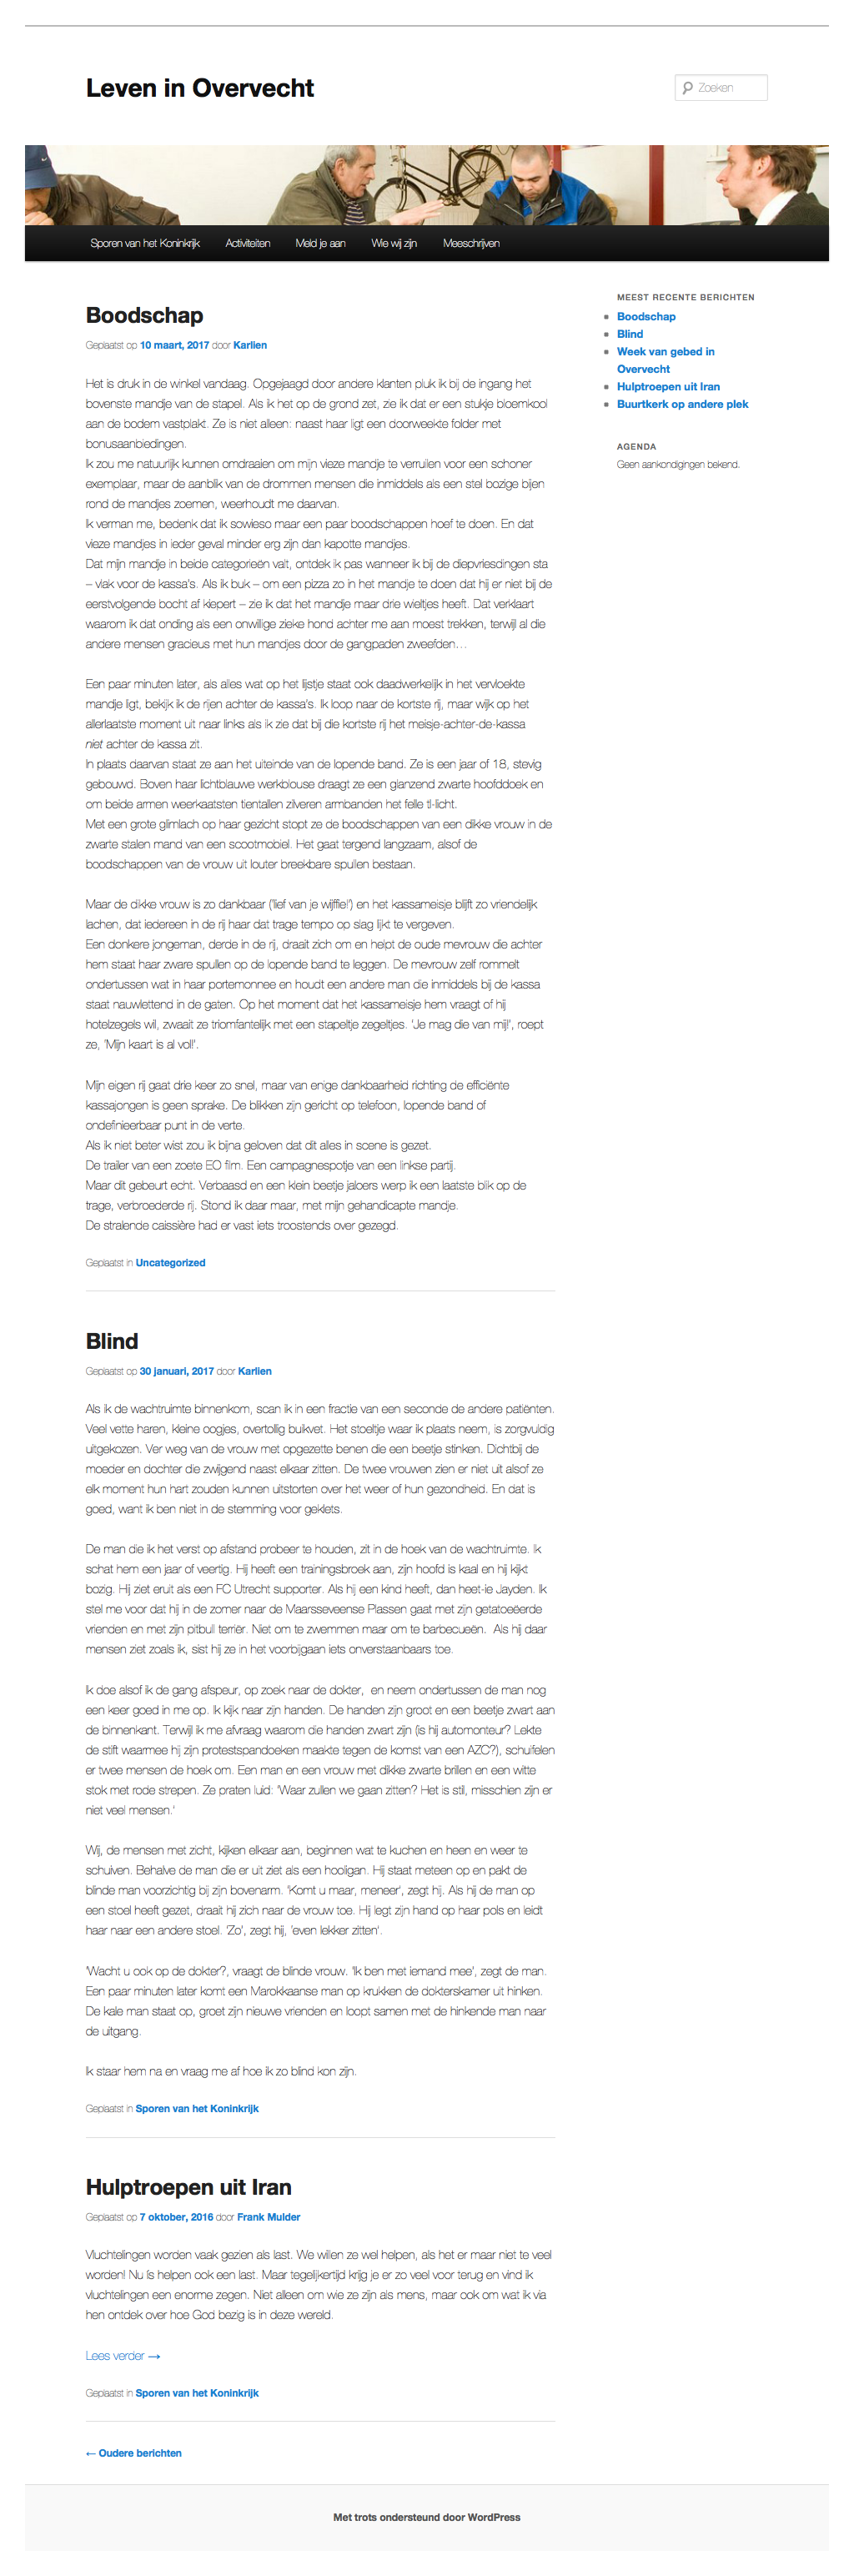 Leven in Overvecht
Zoeken
Sporen van het Koninkrijk
Activiteiten
Meld je aan
Wie wij zijn
Meeschrijven
Boodschap
Geplaatst op 10 maart, 2017 door Karlien
Het is druk in de winkel vandaag. Opgejaagd door andere klanten pluk ik bij de ingang het
bovenste mandje van de stapel. Als ik het op de grond zet, zie ik dat er een stukje bloemkool
aan de bodem vastplakt. Ze is niet alleen: naast haar ligt een doorweekte folder met
bonusaanbiedingen.
Ik zou me natuurlijk kunnen omdraaien om mijn vieze mandje te verruilen voor een schoner
exemplaar, maar de aanblik van de drommen mensen die inmiddels als een stel bozige bijen
rond de mandjes zoemen, weerhoudt me daarvan.
Ik verman me, bedenk dat ik sowieso maar een paar boodschappen hoef te doen. En dat
vieze mandjes in ieder geval minder erg zijn dan kapotte mandjes.
Dat mijn mandje in beide categorieën valt, ontdek ik pas wanneer ik bij de diepvriesdingen sta
– vlak voor de kassa's. Als ik buk – om een pizza zo in het mandje te doen dat hij er niet bij de
eerstvolgende bocht af kiepert – zie ik dat het mandje maar drie wieltjes heeft. Dat verklaart
waarom ik dat onding als een onwillige zieke hond achter me aan moest trekken, terwijl al die
andere mensen gracieus met hun mandjes door de gangpaden zweefden…
Een paar minuten later, als alles wat op het lijstje staat ook daadwerkelijk in het vervloekte
mandje ligt, bekijk ik de rijen achter de kassa's. Ik loop naar de kortste rij, maar wijk op het
allerlaatste moment uit naar links als ik zie dat bij die kortste rij het meisje-achter-de-kassa
niet achter de kassa zit.
In plaats daarvan staat ze aan het uiteinde van de lopende band. Ze is een jaar of 18, stevig
gebouwd. Boven haar lichtblauwe werkblouse draagt ze een glanzend zwarte hoofddoek en
om beide armen weerkaatsten tientallen zilveren armbanden het felle tl-licht.
Met een grote glimlach op haar gezicht stopt ze de boodschappen van een dikke vrouw in de
zwarte stalen mand van een scootmobiel. Het gaat tergend langzaam, alsof de
boodschappen van de vrouw uit louter breekbare spullen bestaan.
Maar de dikke vrouw is zo dankbaar ('lief van je wijffie!') en het kassameisje blijft zo vriendelijk
lachen, dat iedereen in de rij haar dat trage tempo op slag lijkt te vergeven.
Een donkere jongeman, derde in de rij, draait zich om en helpt de oude mevrouw die achter
hem staat haar zware spullen op de lopende band te leggen. De mevrouw zelf rommelt
ondertussen wat in haar portemonnee en houdt een andere man die inmiddels bij de kassa
staat nauwlettend in de gaten. Op het moment dat het kassameisje hem vraagt of hij
hotelzegels wil, zwaait ze triomfantelijk met een stapeltje zegeltjes. 'Je mag die van mij!', roept
ze, 'Mijn kaart is al vol!'.
Mijn eigen rij gaat drie keer zo snel, maar van enige dankbaarheid richting de efficiënte
kassajongen is geen sprake. De blikken zijn gericht op telefoon, lopende band of
ondefinieerbaar punt in de verte.
Als ik niet beter wist zou ik bijna geloven dat dit alles in scene is gezet.
De trailer van een zoete EO film. Een campagnespotje van een linkse partij.
Maar dit gebeurt echt. Verbaasd en een klein beetje jaloers werp ik een laatste blik op de
trage, verbroederde rij. Stond ik daar maar, met mijn gehandicapte mandje.
De stralende caissière had er vast iets troostends over gezegd.
Geplaatst in Uncategorized
Blind
Geplaatst op 30 januari, 2017 door Karlien
Als ik de wachtruimte binnenkom, scan ik in een fractie van een seconde de andere patiënten.
Veel vette haren, kleine oogjes, overtollig buikvet. Het stoeltje waar ik plaats neem, is zorgvuldig
uitgekozen. Ver weg van de vrouw met opgezette benen die een beetje stinken. Dichtbij de
moeder en dochter die zwijgend naast elkaar zitten. De twee vrouwen zien er niet uit alsof ze
elk moment hun hart zouden kunnen uitstorten over het weer of hun gezondheid. En dat is
goed, want ik ben niet in de stemming voor geklets.
De man die ik het verst op afstand probeer te houden, zit in de hoek van de wachtruimte. Ik
schat hem een jaar of veertig. Hij heeft een trainingsbroek aan, zijn hoofd is kaal en hij kijkt
bozig. Hij ziet eruit als een FC Utrecht supporter. Als hij een kind heeft, dan heet-ie Jayden. Ik
stel me voor dat hij in de zomer naar de Maarsseveense Plassen gaat met zijn getatoeëerde
vrienden en met zijn pitbull terriër. Niet om te zwemmen maar om te barbecueën. Als hij daar
mensen ziet zoals ik, sist hij ze in het voorbijgaan iets onverstaanbaars toe.
Ik doe alsof ik de gang afspeur, op zoek naar de dokter, en neem ondertussen de man nog
een keer goed in me op. Ik kijk naar zijn handen. De handen zijn groot en een beetje zwart aan
de binnenkant. Terwijl ik me afvraag waarom die handen zwart zijn (is hij automonteur? Lekte
de stift waarmee hij zijn protestspandoeken maakte tegen de komst van een AZC?), schuifelen
er twee mensen de hoek om. Een man en een vrouw met dikke zwarte brillen en een witte
stok met rode strepen. Ze praten luid: 'Waar zullen we gaan zitten? Het is stil, misschien zijn er
niet veel mensen.'
Wij, de mensen met zicht, kijken elkaar aan, beginnen wat te kuchen en heen en weer te
schuiven. Behalve de man die er uit ziet als een hooligan. Hij staat meteen op en pakt de
blinde man voorzichtig bij zijn bovenarm. 'Komt u maar, meneer', zegt hij. Als hij de man op
een stoel heeft gezet, draait hij zich naar de vrouw toe. Hij legt zijn hand op haar pols en leidt
haar naar een andere stoel. 'Zo', zegt hij, 'even lekker zitten'.
'Wacht u ook op de dokter?, vraagt de blinde vrouw. 'Ik ben met iemand mee', zegt de man.
Een paar minuten later komt een Marokkaanse man op krukken de dokterskamer uit hinken.
De kale man staat op, groet zijn nieuwe vrienden en loopt samen met de hinkende man naar
de uitgang.
Ik staar hem na en vraag me af hoe ik zo blind kon zijn.
Geplaatst in Sporen van het Koninkrijk
Hulptroepen uit Iran
Geplaatst op 7 oktober, 2016 door Frank Mulder
Vluchtelingen worden vaak gezien als last. We willen ze wel helpen, als het er maar niet te veel
worden! Nu ís helpen ook een last. Maar tegelijkertijd krijg je er zo veel voor terug en vind ik
vluchtelingen een enorme zegen. Niet alleen om wie ze zijn als mens, maar ook om wat ik via
hen ontdek over hoe God bezig is in deze wereld.
Lees verder →
Geplaatst in Sporen van het Koninkrijk
← Oudere berichten
MEEST RECENTE BERICHTEN
Boodschap
Blind
Week van gebed in
Overvecht
Hulptroepen uit Iran
Buurtkerk op andere plek
AGENDA
Geen aankondigingen bekend.
Met trots ondersteund door WordPress